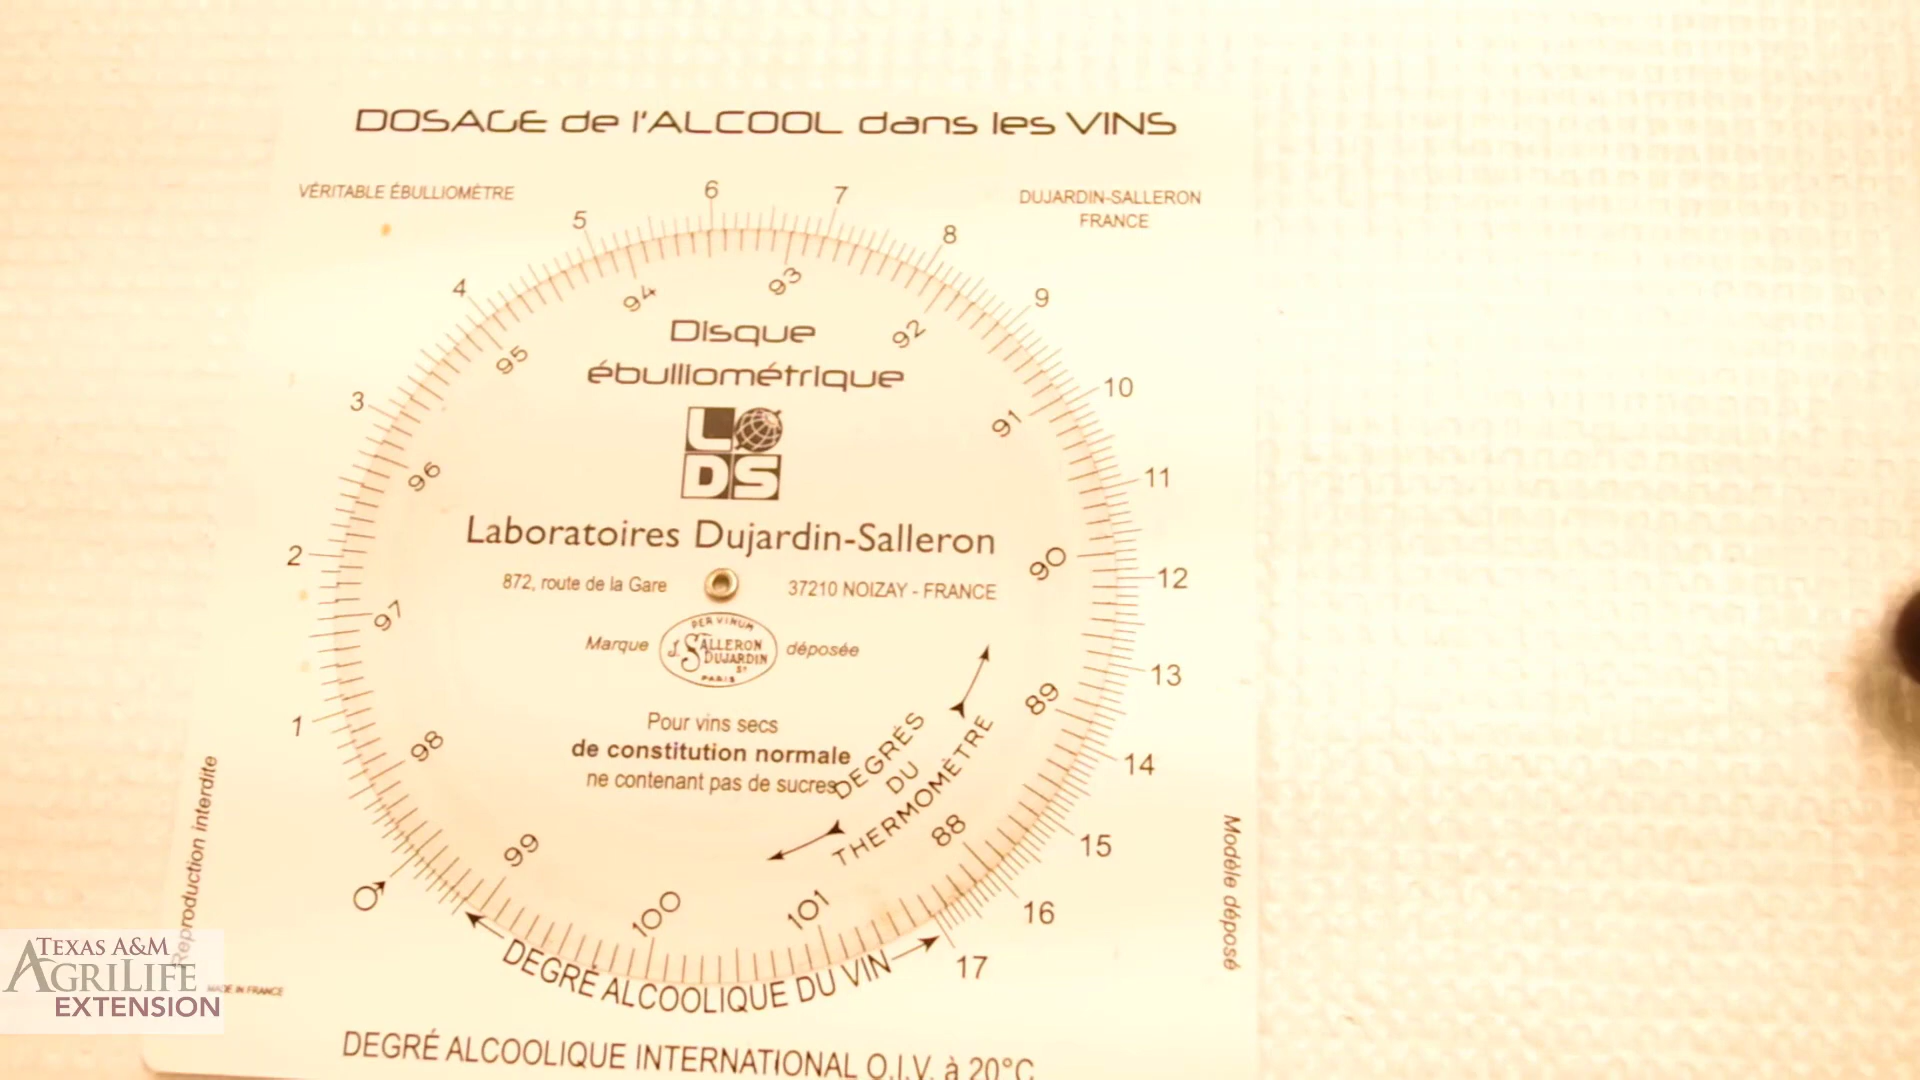 DOSAGE de l'ALCOOL dans les VINS
VÉRITABLE ÉBULLIOMÈTRE
DUJARDIN-SALLERON
FRANCE
0 1 2 3 4 5 6 7 8 9 10 11 12 13 14 15 16 17
88 89 90 91 92 93 94 95 96 97 98 99 100 101
Disque
ébulliométrique
L
DS
Laboratoires Dujardin-Salleron
872, route de la Gare
37210 NOIZAY - FRANCE
Marque
PER VINUM
J. SALLERON
DUJARDIN
Sr
PARIS
déposée
Pour vins secs
de constitution normale
ne contenant pas de sucres
DEGRÉS
DU
THERMOMÈTRE
DEGRÉ ALCOOLIQUE DU VIN
Reproduction interdite
Modèle déposé
MADE IN FRANCE
DEGRÉ ALCOOLIQUE INTERNATIONAL O.I.V. à 20°C
TEXAS A&M
AGRILIFE
EXTENSION